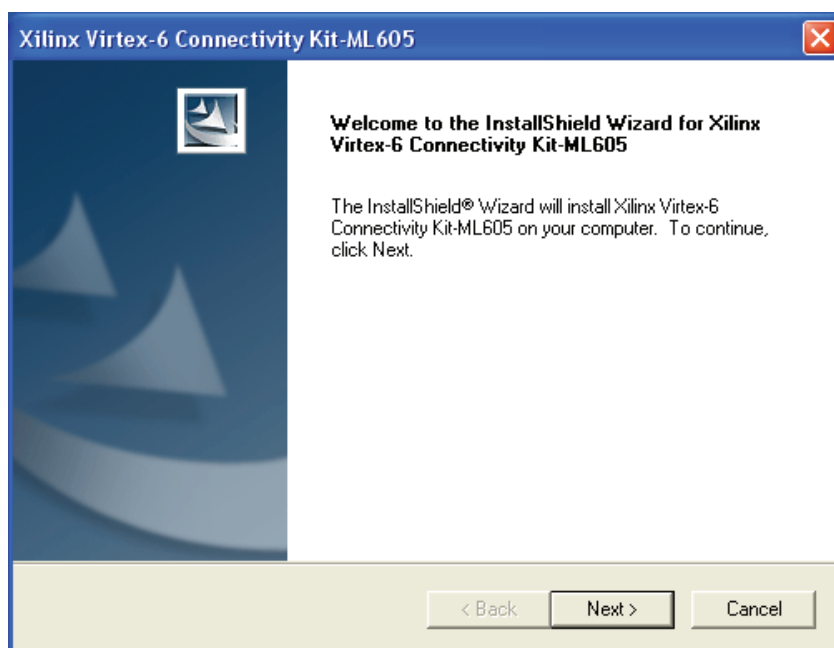 Xilinx Virtex-6 Connectivity Kit-ML605
Welcome to the InstallShield Wizard for Xilinx
Virtex-6 Connectivity Kit-ML605
The InstallShield® Wizard will install Xilinx Virtex-6
Connectivity Kit-ML605 on your computer. To continue,
click Next.
< Back Next > Cancel